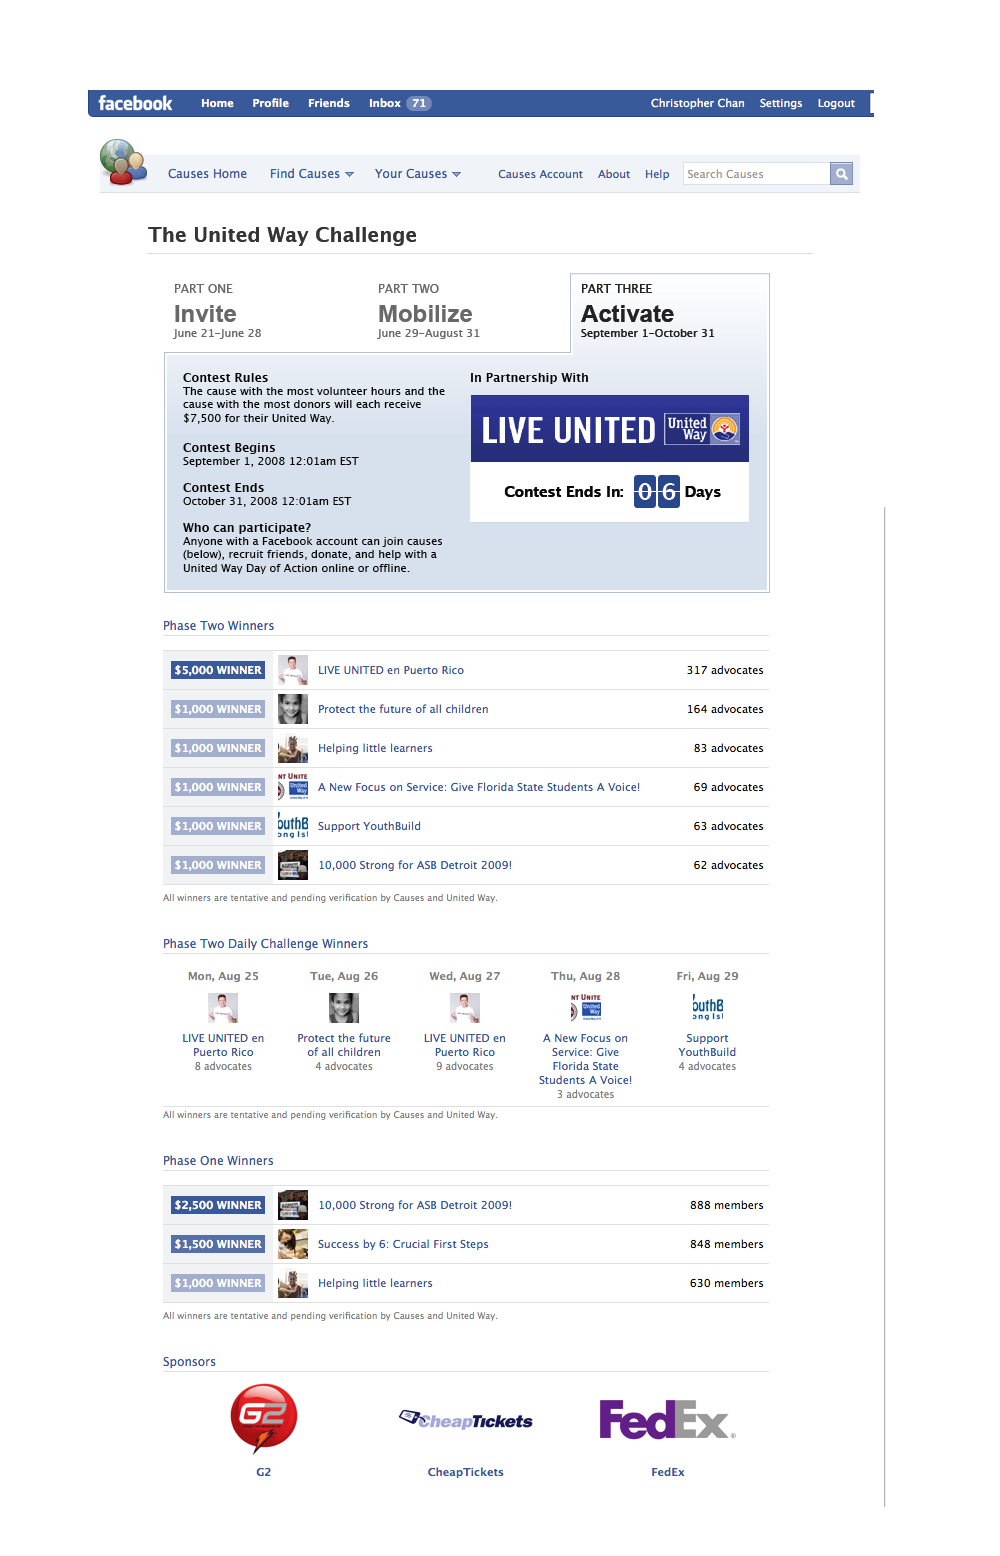 facebook Home Profile Friends Inbox 71 Christopher Chan Settings Logout
Causes Home Find Causes Your Causes Causes Account About Help Search Causes
The United Way Challenge
PART ONE
Invite
June 21-June 28
PART TWO
Mobilize
June 29-August 31
PART THREE
Activate
September 1-October 31
Contest Rules
The cause with the most volunteer hours and the
cause with the most donors will each receive
$7,500 for their United Way.
Contest Begins
September 1, 2008 12:01am EST
Contest Ends
October 31, 2008 12:01am EST
Who can participate?
Anyone with a Facebook account can join causes
(below), recruit friends, donate, and help with a
United Way Day of Action online or offline.
In Partnership With
LIVE UNITED United
Way
Contest Ends In: 06 Days
Phase Two Winners
$5,000 WINNER LIVE UNITED en Puerto Rico 317 advocates
$1,000 WINNER Protect the future of all children 164 advocates
$1,000 WINNER Helping little learners 83 advocates
$1,000 WINNER A New Focus on Service: Give Florida State Students A Voice! 69 advocates
$1,000 WINNER Support YouthBuild 63 advocates
$1,000 WINNER 10,000 Strong for ASB Detroit 2009! 62 advocates
All winners are tentative and pending verification by Causes and United Way.
Phase Two Daily Challenge Winners
Mon, Aug 25
LIVE UNITED en
Puerto Rico
8 advocates
Tue, Aug 26
Protect the future
of all children
4 advocates
Wed, Aug 27
LIVE UNITED en
Puerto Rico
9 advocates
Thu, Aug 28
NT UNITE
A New Focus on
Service: Give
Florida State
Students A Voice!
3 advocates
Fri, Aug 29
outhB
ong Isl
Support
YouthBuild
4 advocates
All winners are tentative and pending verification by Causes and United Way.
Phase One Winners
$2,500 WINNER 10,000 Strong for ASB Detroit 2009! 888 members
$1,500 WINNER Success by 6: Crucial First Steps 848 members
$1,000 WINNER Helping little learners 630 members
All winners are tentative and pending verification by Causes and United Way.
Sponsors
G2
G2
CheapTickets
CheapTickets
FedEx®
FedEx